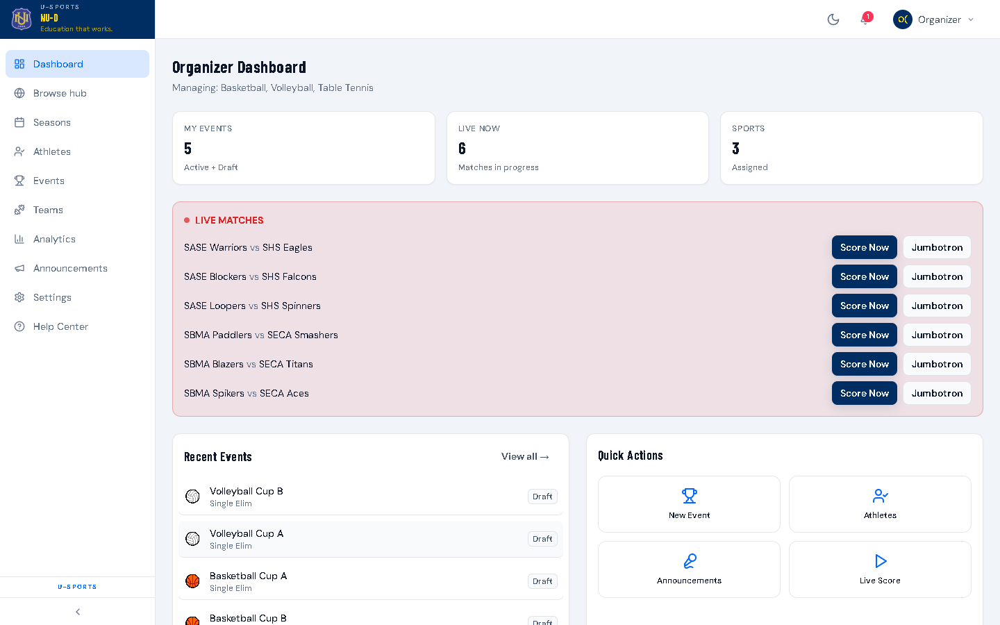 U-SPORTS
NU-D
Education that works.
1
O(
Organizer
Dashboard
Browse hub
Seasons
Athletes
Events
Teams
Analytics
Announcements
Settings
Help Center
U-SPORTS
Organizer Dashboard
Managing: Basketball, Volleyball, Table Tennis
MY EVENTS
5
Active + Draft
LIVE NOW
6
Matches in progress
SPORTS
3
Assigned
LIVE MATCHES
SASE Warriors vs SHS Eagles Score Now Jumbotron
SASE Blockers vs SHS Falcons Score Now Jumbotron
SASE Loopers vs SHS Spinners Score Now Jumbotron
SBMA Paddlers vs SECA Smashers Score Now Jumbotron
SBMA Blazers vs SECA Titans Score Now Jumbotron
SBMA Spikers vs SECA Aces Score Now Jumbotron
Recent Events View all →
Volleyball Cup B
Single Elim
Draft
Volleyball Cup A
Single Elim
Draft
Basketball Cup A
Single Elim
Draft
Basketball Cup B
Draft
Quick Actions
New Event
Athletes
Announcements
Live Score